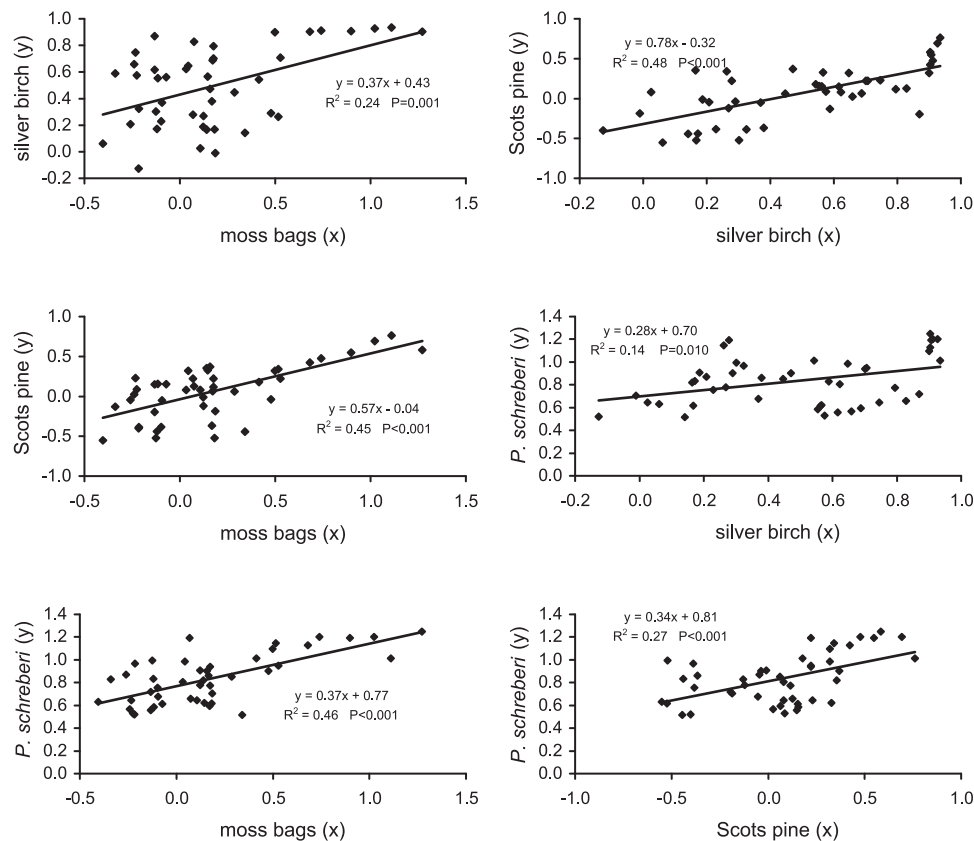 silver birch (y)
1.0
0.8
0.6
0.4
0.2
0.0
-0.2
y = 0.37x + 0.43
R² = 0.24 P=0.001
-0.5 0.0 0.5 1.0 1.5
moss bags (x)
Scots pine (y)
1.0
0.5
0.0
-0.5
-1.0
y = 0.78x - 0.32
R² = 0.48 P<0.001
-0.2 0.0 0.2 0.4 0.6 0.8 1.0
silver birch (x)
Scots pine (y)
1.0
0.5
0.0
-0.5
-1.0
y = 0.57x - 0.04
R² = 0.45 P<0.001
-0.5 0.0 0.5 1.0 1.5
moss bags (x)
P. schreberi (y)
1.4
1.2
1.0
0.8
0.6
0.4
0.2
0.0
y = 0.28x + 0.70
R² = 0.14 P=0.010
-0.2 0.0 0.2 0.4 0.6 0.8 1.0
silver birch (x)
P. schreberi (y)
1.4
1.2
1.0
0.8
0.6
0.4
0.2
0.0
y = 0.37x + 0.77
R² = 0.46 P<0.001
-0.5 0.0 0.5 1.0 1.5
moss bags (x)
P. schreberi (y)
1.4
1.2
1.0
0.8
0.6
0.4
0.2
0.0
y = 0.34x + 0.81
R² = 0.27 P<0.001
-1.0 -0.5 0.0 0.5 1.0
Scots pine (x)